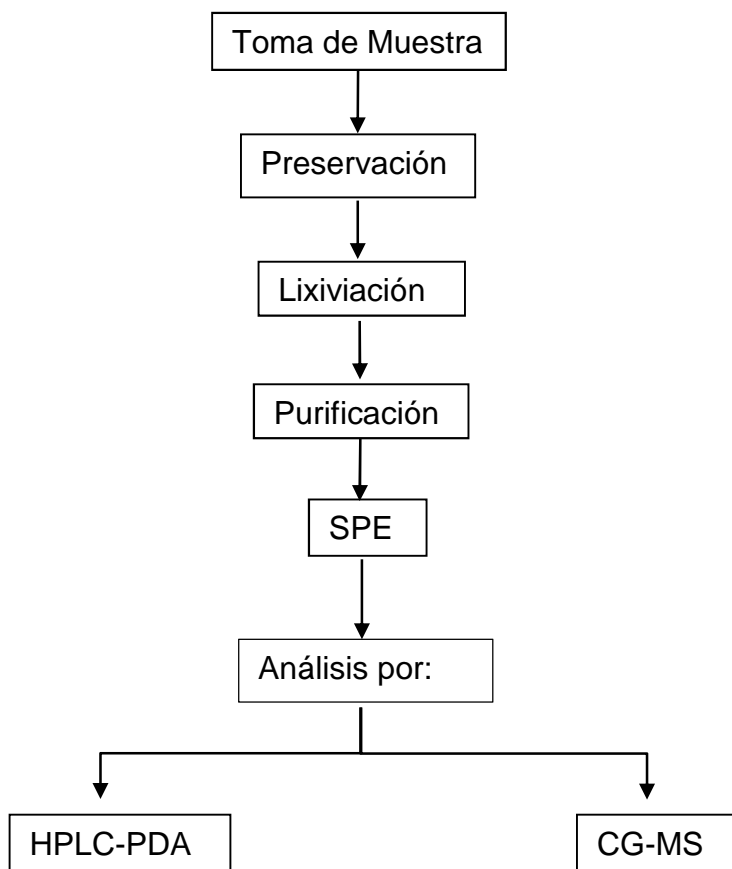 Toma de Muestra
Preservación
Lixiviación
Purificación
SPE
Análisis por:
HPLC-PDA
CG-MS